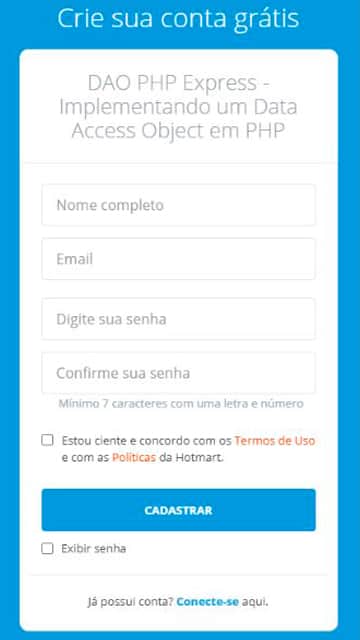 Crie sua conta grátis
DAO PHP Express -
Implementando um Data
Access Object em PHP
Nome completo
Email
Digite sua senha
Confirme sua senha
Mínimo 7 caracteres com uma letra e número
Estou ciente e concordo com os Termos de Uso
e com as Políticas da Hotmart.
CADASTRAR
Exibir senha
Já possui conta? Conecte-se aqui.